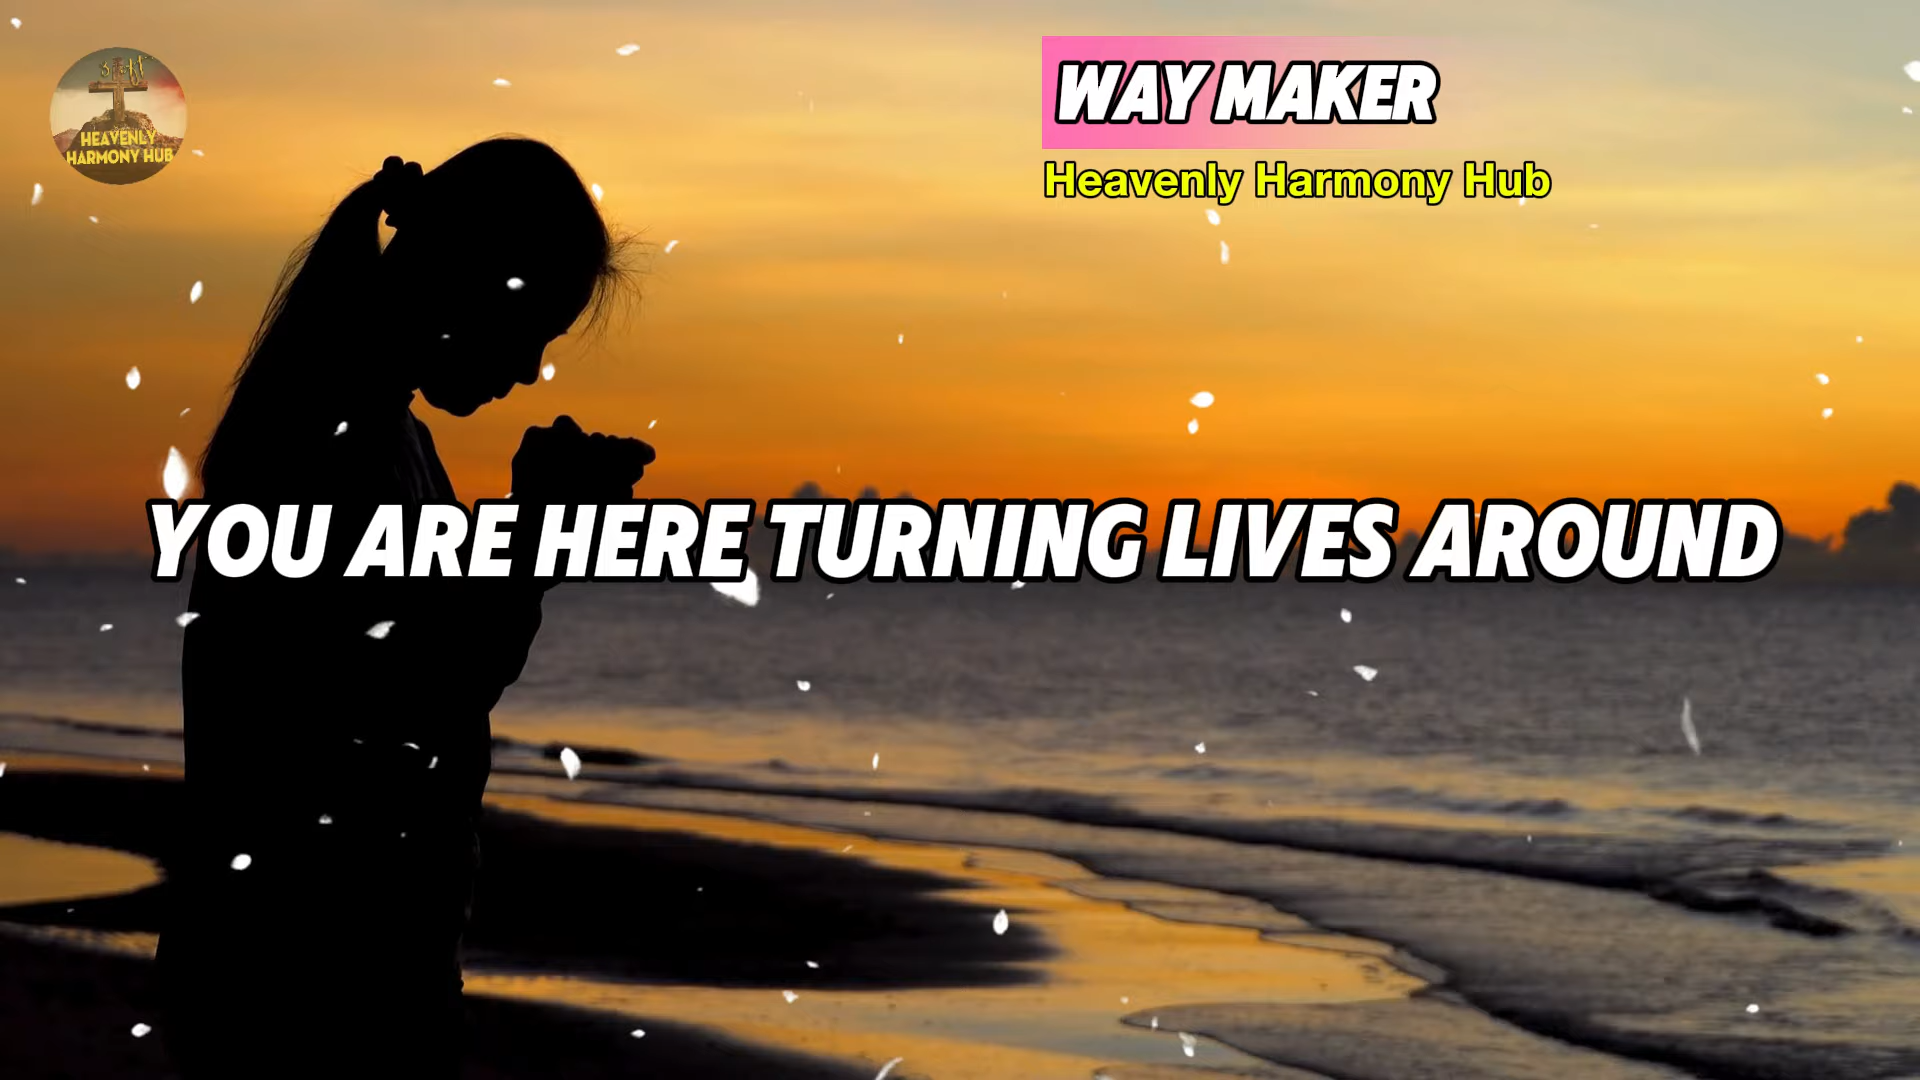 HEAVENLY
HARMONY HUB
WAY MAKER
Heavenly Harmony Hub
YOU ARE HERE TURNING LIVES AROUND